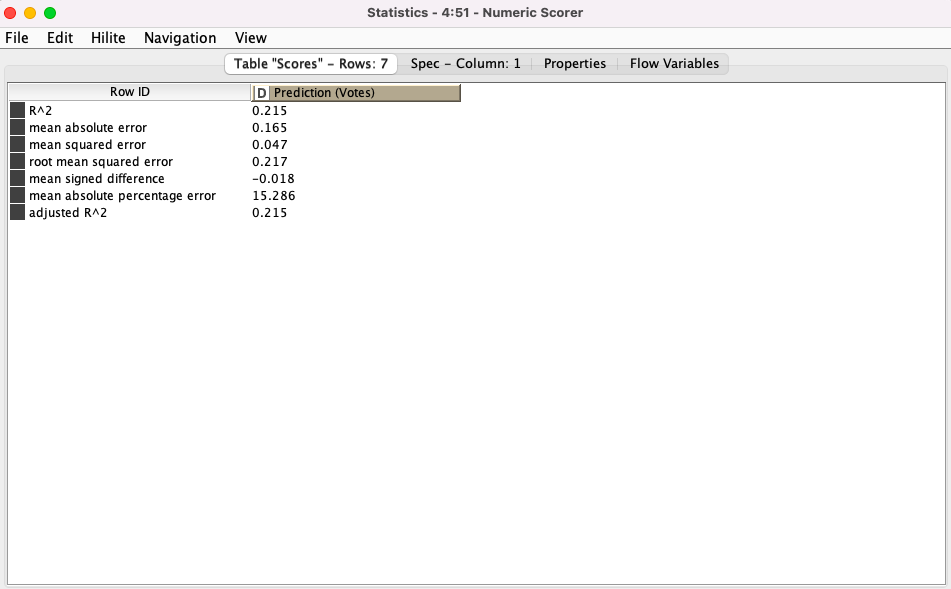 Statistics - 4:51 - Numeric Scorer
File Edit Hilite Navigation View
Table "Scores" - Rows: 7 Spec - Column: 1 Properties Flow Variables
Row ID D Prediction (Votes)
R^2 0.215
mean absolute error 0.165
mean squared error 0.047
root mean squared error 0.217
mean signed difference -0.018
mean absolute percentage error 15.286
adjusted R^2 0.215